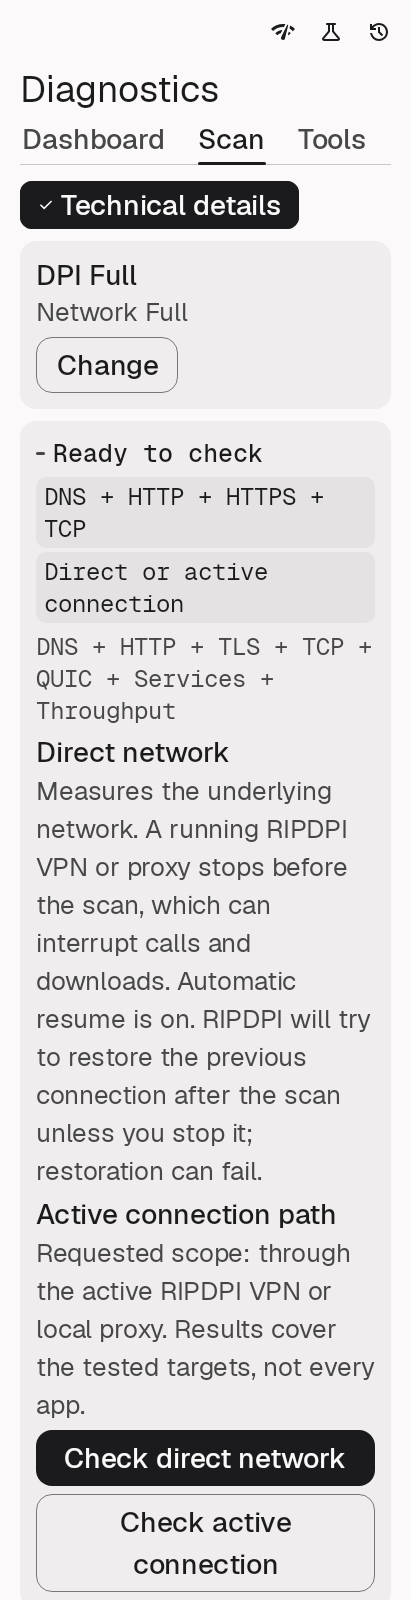 Diagnostics
Dashboard Scan Tools
Technical details
DPI Full
Network Full
Change
Ready to check
DNS + HTTP + HTTPS +
TCP
Direct or active
connection
DNS + HTTP + TLS + TCP +
QUIC + Services +
Throughput
Direct network
Measures the underlying
network. A running RIPDPI
VPN or proxy stops before
the scan, which can
interrupt calls and
downloads. Automatic
resume is on. RIPDPI will try
to restore the previous
connection after the scan
unless you stop it;
restoration can fail.
Active connection path
Requested scope: through
the active RIPDPI VPN or
local proxy. Results cover
the tested targets, not every
app.
Check direct network
Check active
connection